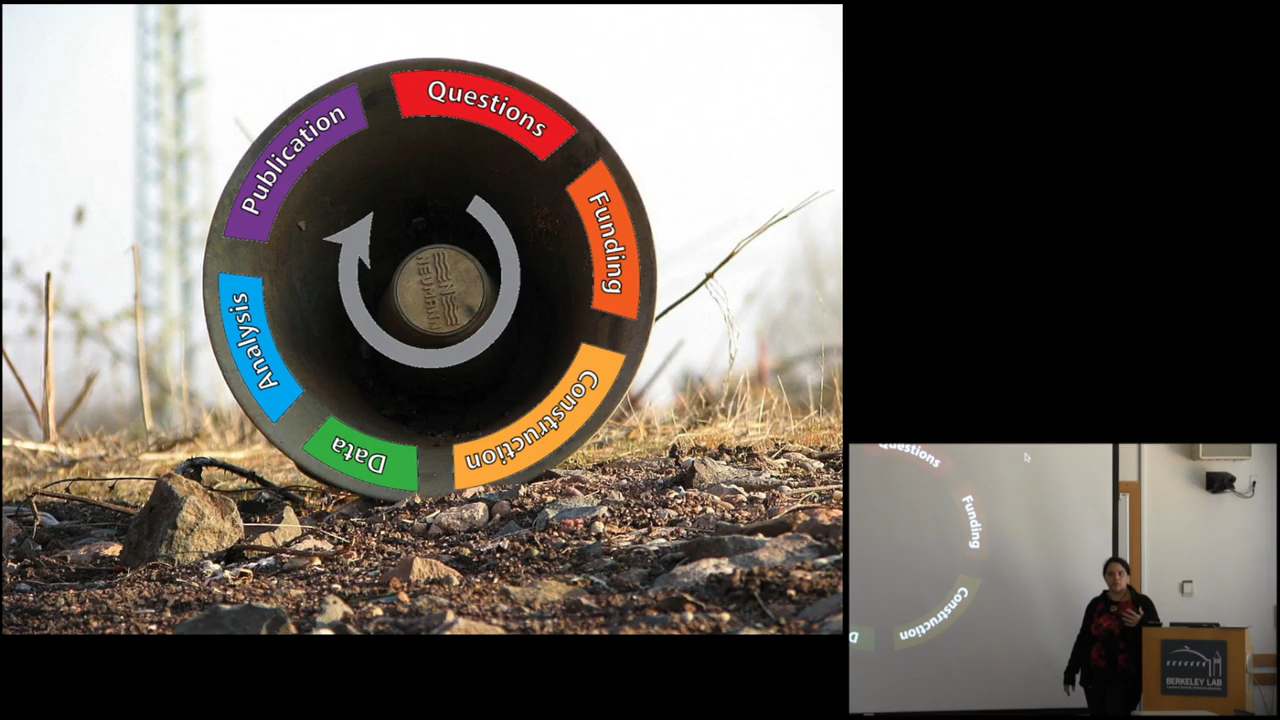 Questions
Funding
Construction
Data
Analysis
Publication
NEUMANN
Questions
Funding
Construction
D
BERKELEY LAB